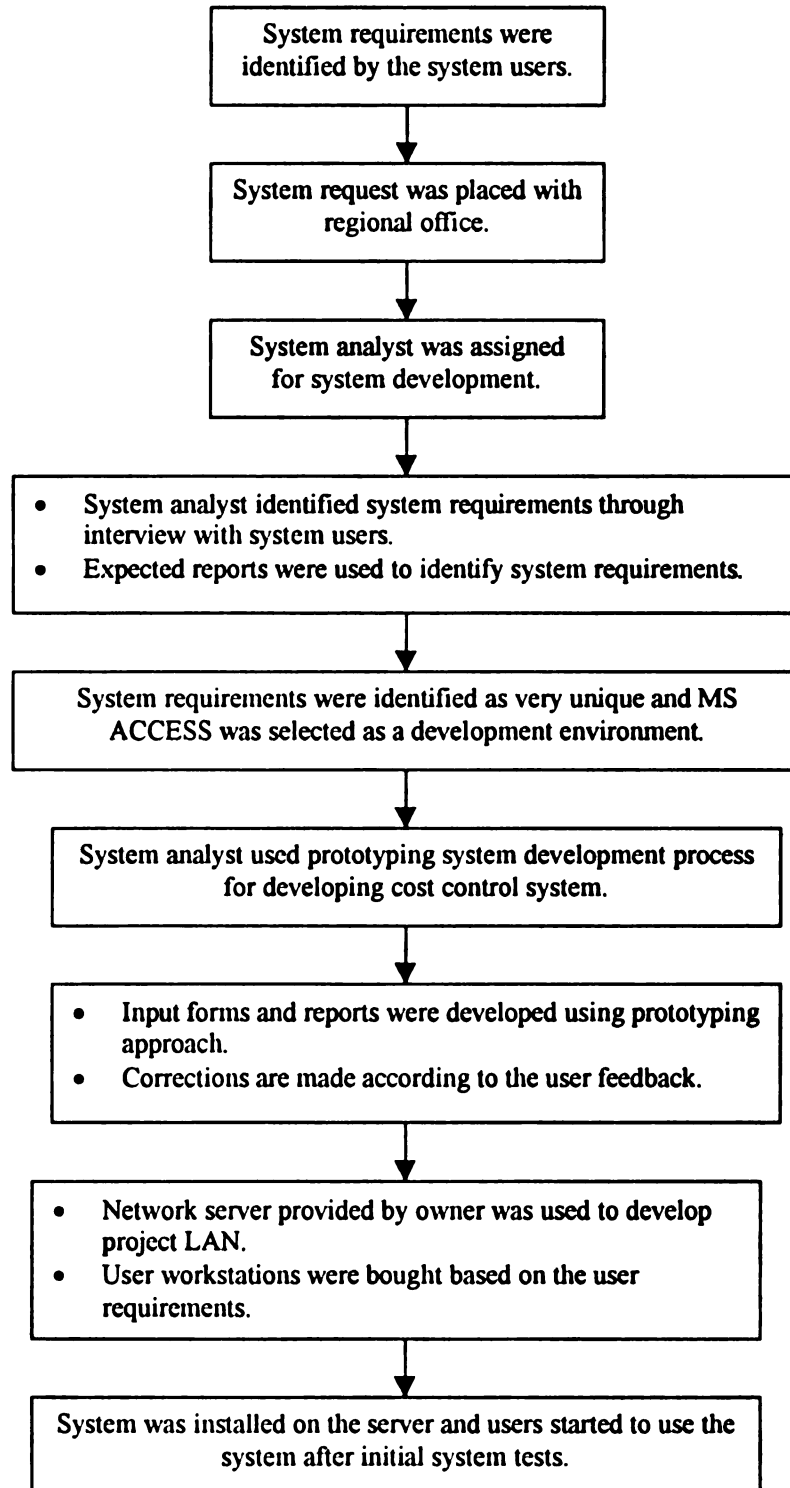 System requirements were
identified by the system users.
System request was placed with
regional office.
System analyst was assigned
for system development.
• System analyst identified system requirements through
interview with system users.
• Expected reports were used to identify system requirements.
System requirements were identified as very unique and MS
ACCESS was selected as a development environment.
System analyst used prototyping system development process
for developing cost control system.
• Input forms and reports were developed using prototyping
approach.
• Corrections are made according to the user feedback.
• Network server provided by owner was used to develop
project LAN.
• User workstations were bought based on the user
requirements.
System was installed on the server and users started to use the
system after initial system tests.